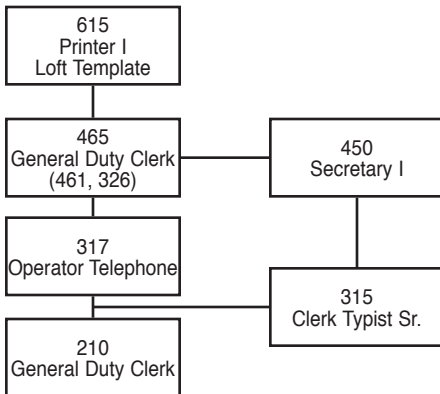 615
Printer I
Loft Template
465
General Duty Clerk
(461, 326)
450
Secretary I
317
Operator Telephone
315
Clerk Typist Sr.
210
General Duty Clerk